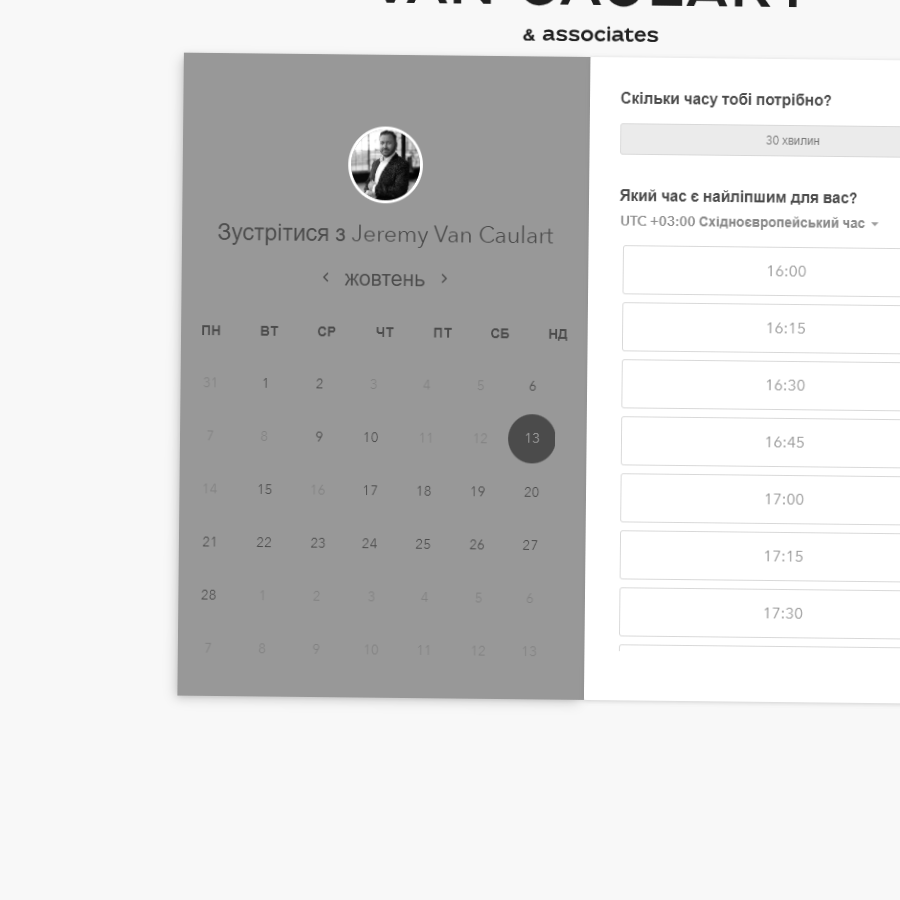 VAN CAULART
& associates
Зустрітися з Jeremy Van Caulart
жовтень
ПН ВТ СР ЧТ ПТ СБ НД
31 1 2 3 4 5 6
7 8 9 10 11 12 13
14 15 16 17 18 19 20
21 22 23 24 25 26 27
28 1 2 3 4 5 6
7 8 9 10 11 12 13
Скільки часу тобі потрібно?
30 хвилин
Який час є найліпшим для вас?
UTC +03:00 Східноєвропейський час
16:00
16:15
16:30
16:45
17:00
17:15
17:30